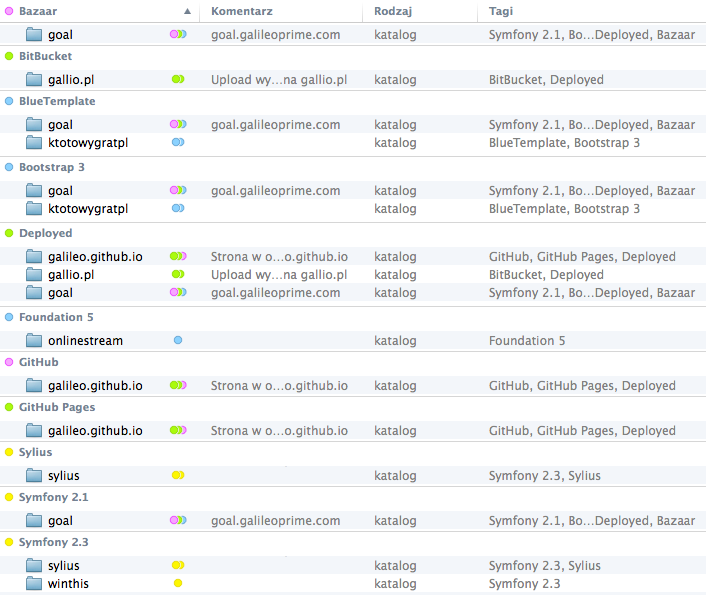 Bazaar Komentarz Rodzaj Tagi
goal goal.galileoprime.com katalog Symfony 2.1, Bo...Deployed, Bazaar
BitBucket
gallio.pl Upload wy...na gallio.pl katalog BitBucket, Deployed
BlueTemplate
goal goal.galileoprime.com katalog Symfony 2.1, Bo...Deployed, Bazaar
ktotowygratpl katalog BlueTemplate, Bootstrap 3
Bootstrap 3
goal goal.galileoprime.com katalog Symfony 2.1, Bo...Deployed, Bazaar
ktotowygratpl katalog BlueTemplate, Bootstrap 3
Deployed
galileo.github.io Strona w o...o.github.io katalog GitHub, GitHub Pages, Deployed
gallio.pl Upload wy...na gallio.pl katalog BitBucket, Deployed
goal goal.galileoprime.com katalog Symfony 2.1, Bo...Deployed, Bazaar
Foundation 5
onlinestream katalog Foundation 5
GitHub
galileo.github.io Strona w o...o.github.io katalog GitHub, GitHub Pages, Deployed
GitHub Pages
galileo.github.io Strona w o...o.github.io katalog GitHub, GitHub Pages, Deployed
Sylius
sylius katalog Symfony 2.3, Sylius
Symfony 2.1
goal goal.galileoprime.com katalog Symfony 2.1, Bo...Deployed, Bazaar
Symfony 2.3
sylius katalog Symfony 2.3, Sylius
winthis katalog Symfony 2.3